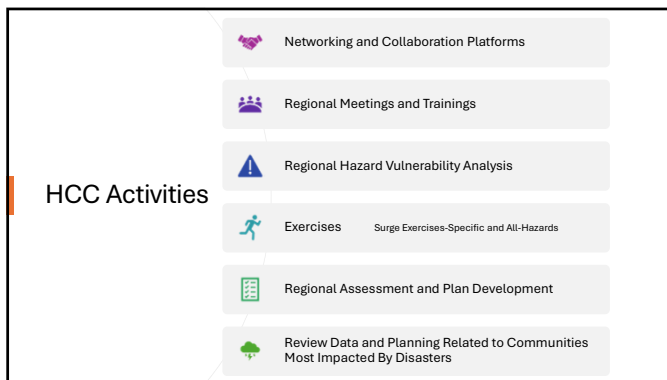 HCC Activities
Networking and Collaboration Platforms
Regional Meetings and Trainings
Regional Hazard Vulnerability Analysis
Exercises Surge Exercises-Specific and All-Hazards
Regional Assessment and Plan Development
Review Data and Planning Related to Communities
Most Impacted By Disasters